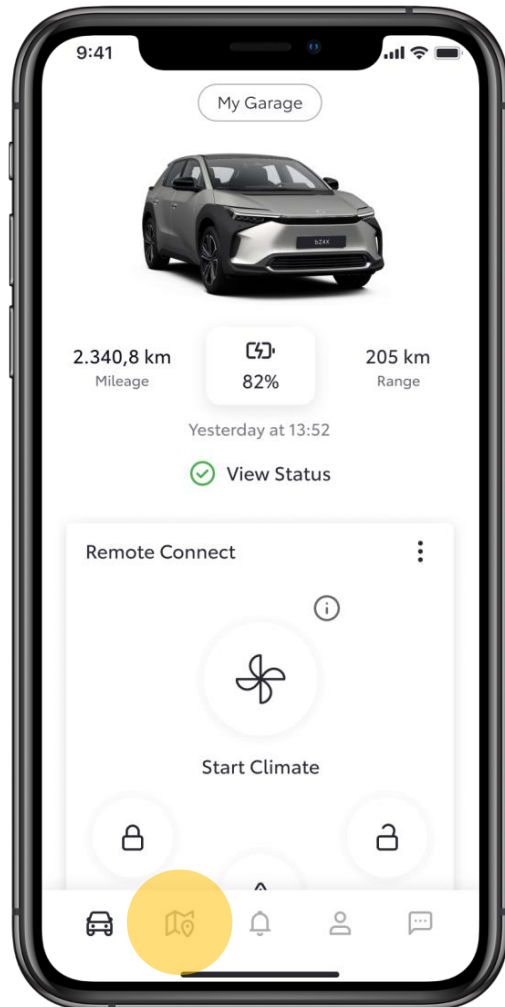 9:41
My Garage
bZ4X
2.340,8 km
Mileage
82%
205 km
Range
Yesterday at 13:52
View Status
Remote Connect
Start Climate